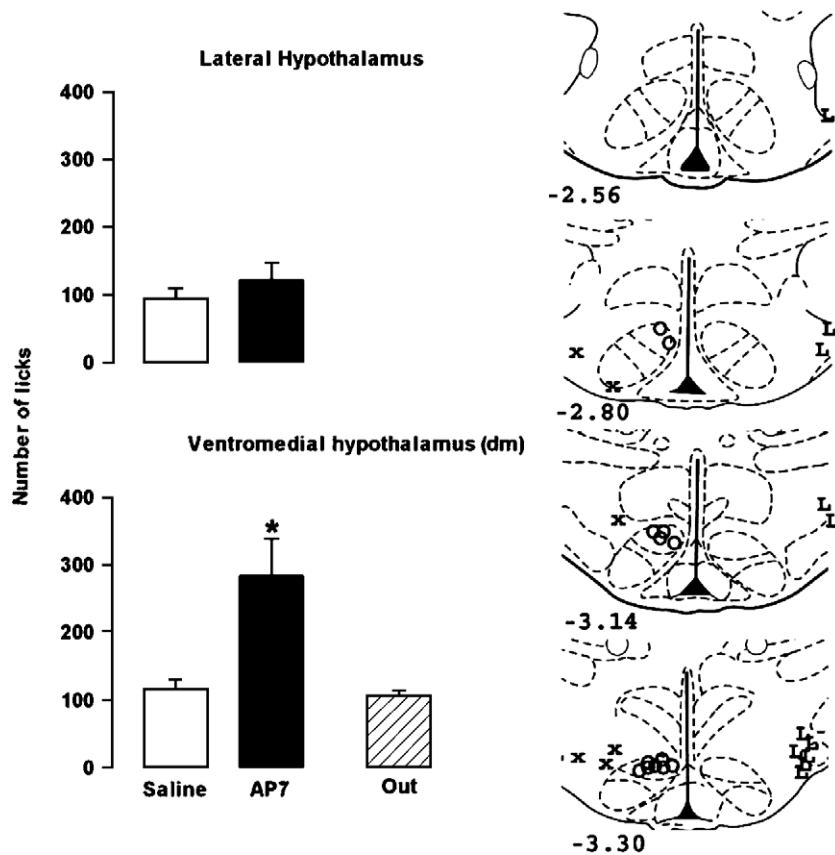 Lateral Hypothalamus
400
300
200
100
0
Number of licks
Ventromedial hypothalamus (dm)
400
300
200
100
0
*
Saline AP7 Out
L
-2.56
L
L
x
x
-2.80
L
L
x
-3.14
L
L
L
L
L
L
x
x
x
-3.30